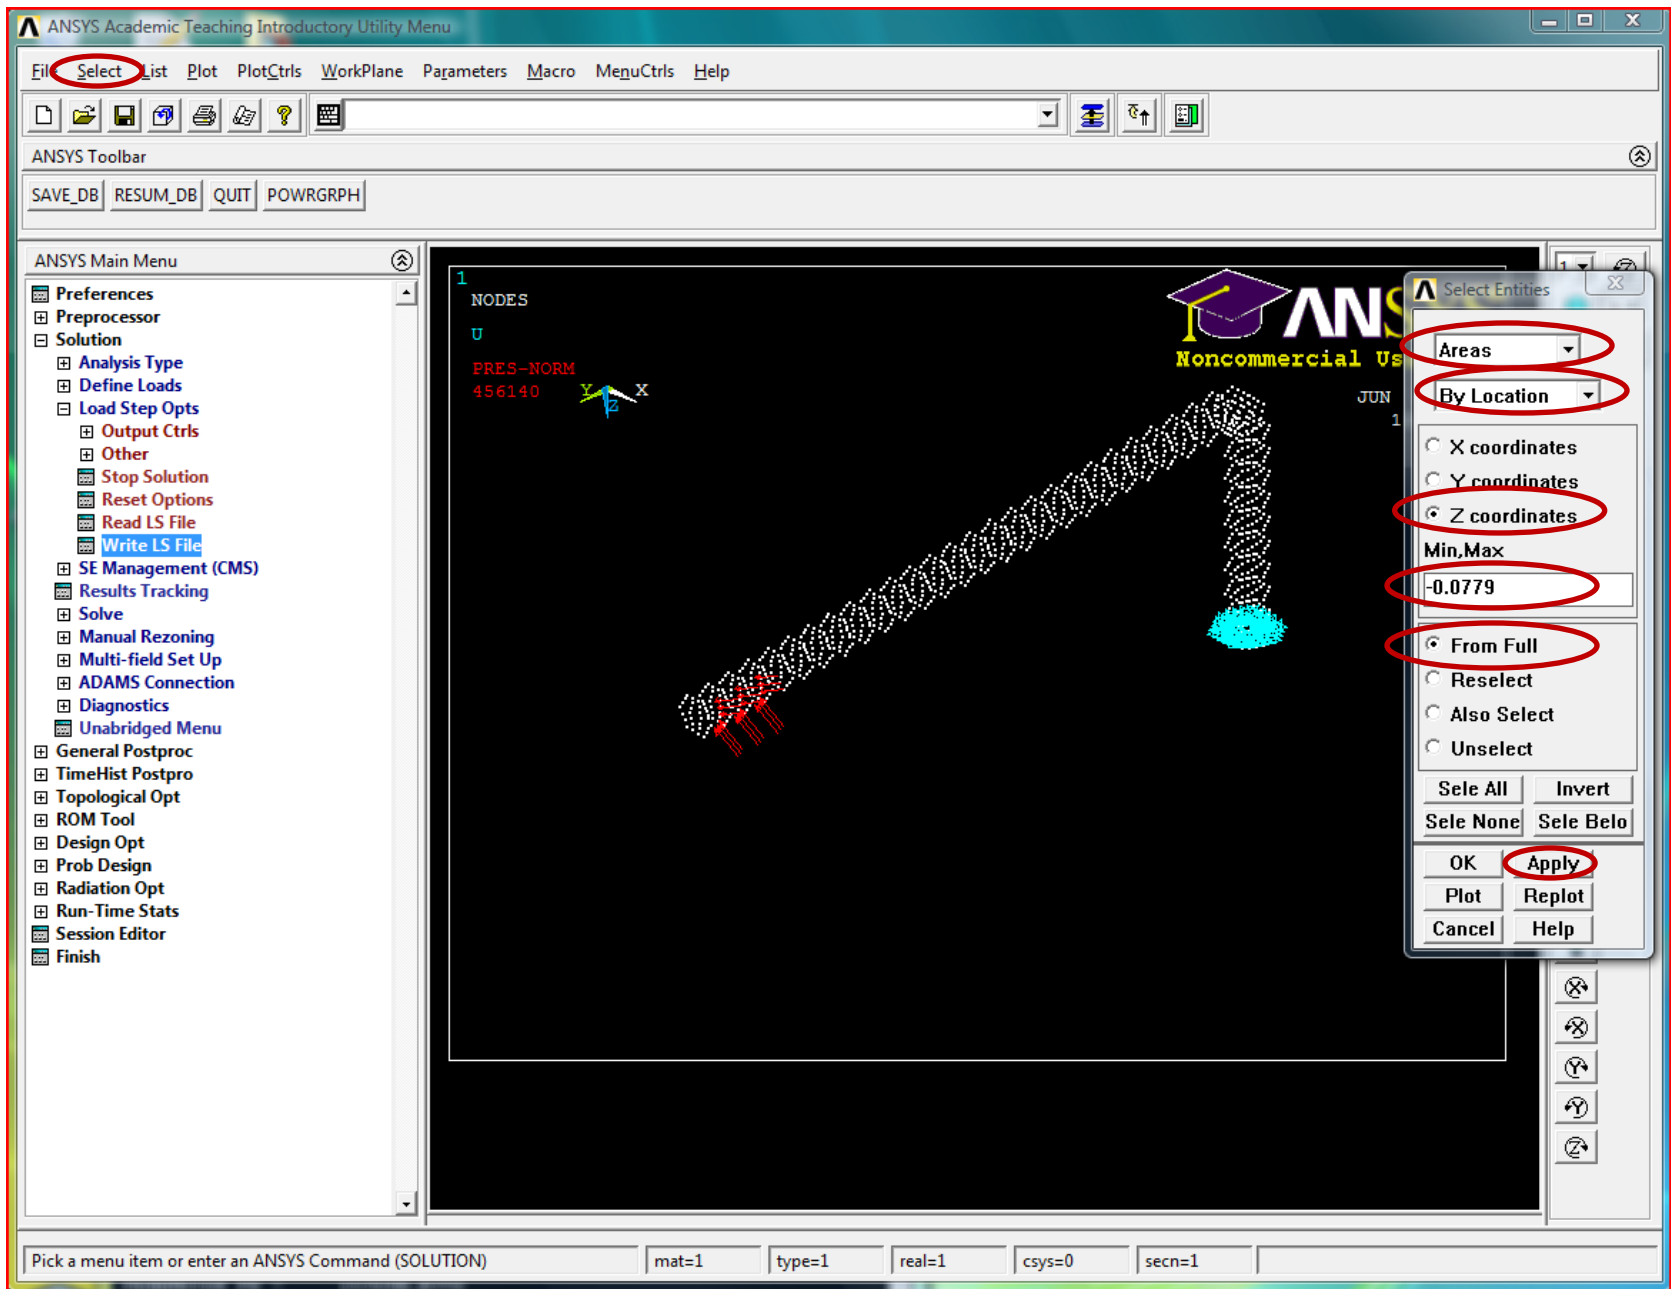 ANSYS Academic Teaching Introductory Utility Menu
File Select List Plot PlotCtrls WorkPlane Parameters Macro MenuCtrls Help
ANSYS Toolbar
SAVE_DB RESUM_DB QUIT POWRGRPH
ANSYS Main Menu
Preferences
Preprocessor
Solution
Analysis Type
Define Loads
Load Step Opts
Output Ctrls
Other
Stop Solution
Reset Options
Read LS File
Write LS File
SE Management (CMS)
Results Tracking
Solve
Manual Rezoning
Multi-field Set Up
ADAMS Connection
Diagnostics
Unabridged Menu
General Postproc
TimeHist Postpro
Topological Opt
ROM Tool
Design Opt
Prob Design
Radiation Opt
Run-Time Stats
Session Editor
Finish
1
NODES
U
PRES-NORM
456140
Y X
Z
ANS
Noncommercial Us
JUN
1
1
Select Entities
Areas
By Location
X coordinates
Y coordinates
Z coordinates
Min,Max
-0.0779
From Full
Reselect
Also Select
Unselect
Sele All Invert
Sele None Sele Belo
OK Apply
Plot Replot
Cancel Help
X
X
Y
Y
Z
Pick a menu item or enter an ANSYS Command (SOLUTION) mat=1 type=1 real=1 csys=0 secn=1